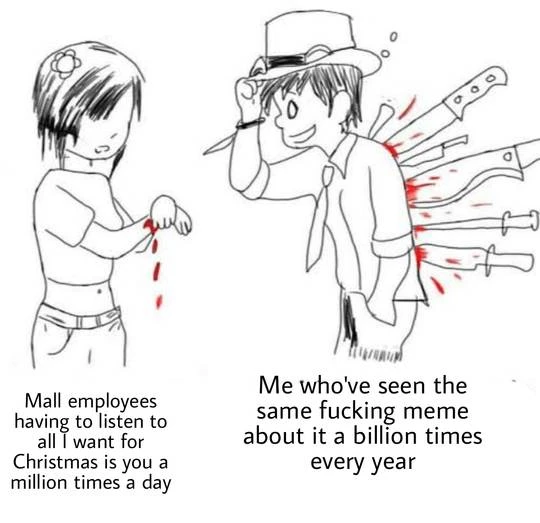 Mall employees
having to listen to
all I want for
Christmas is you a
million times a day
Me who've seen the
same fucking meme
about it a billion times
every year